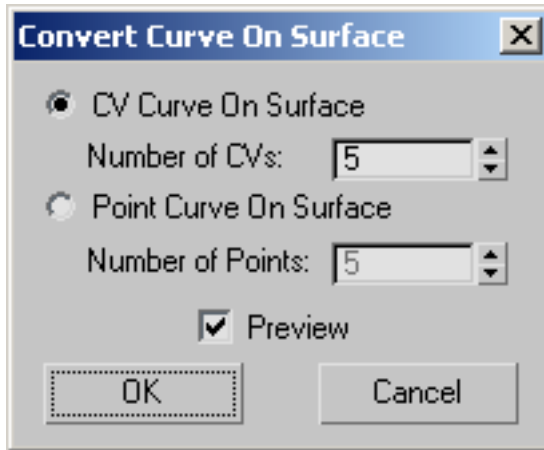 Convert Curve On Surface
CV Curve On Surface
Number of CVs: 5
Point Curve On Surface
Number of Points: 5
Preview
OK Cancel